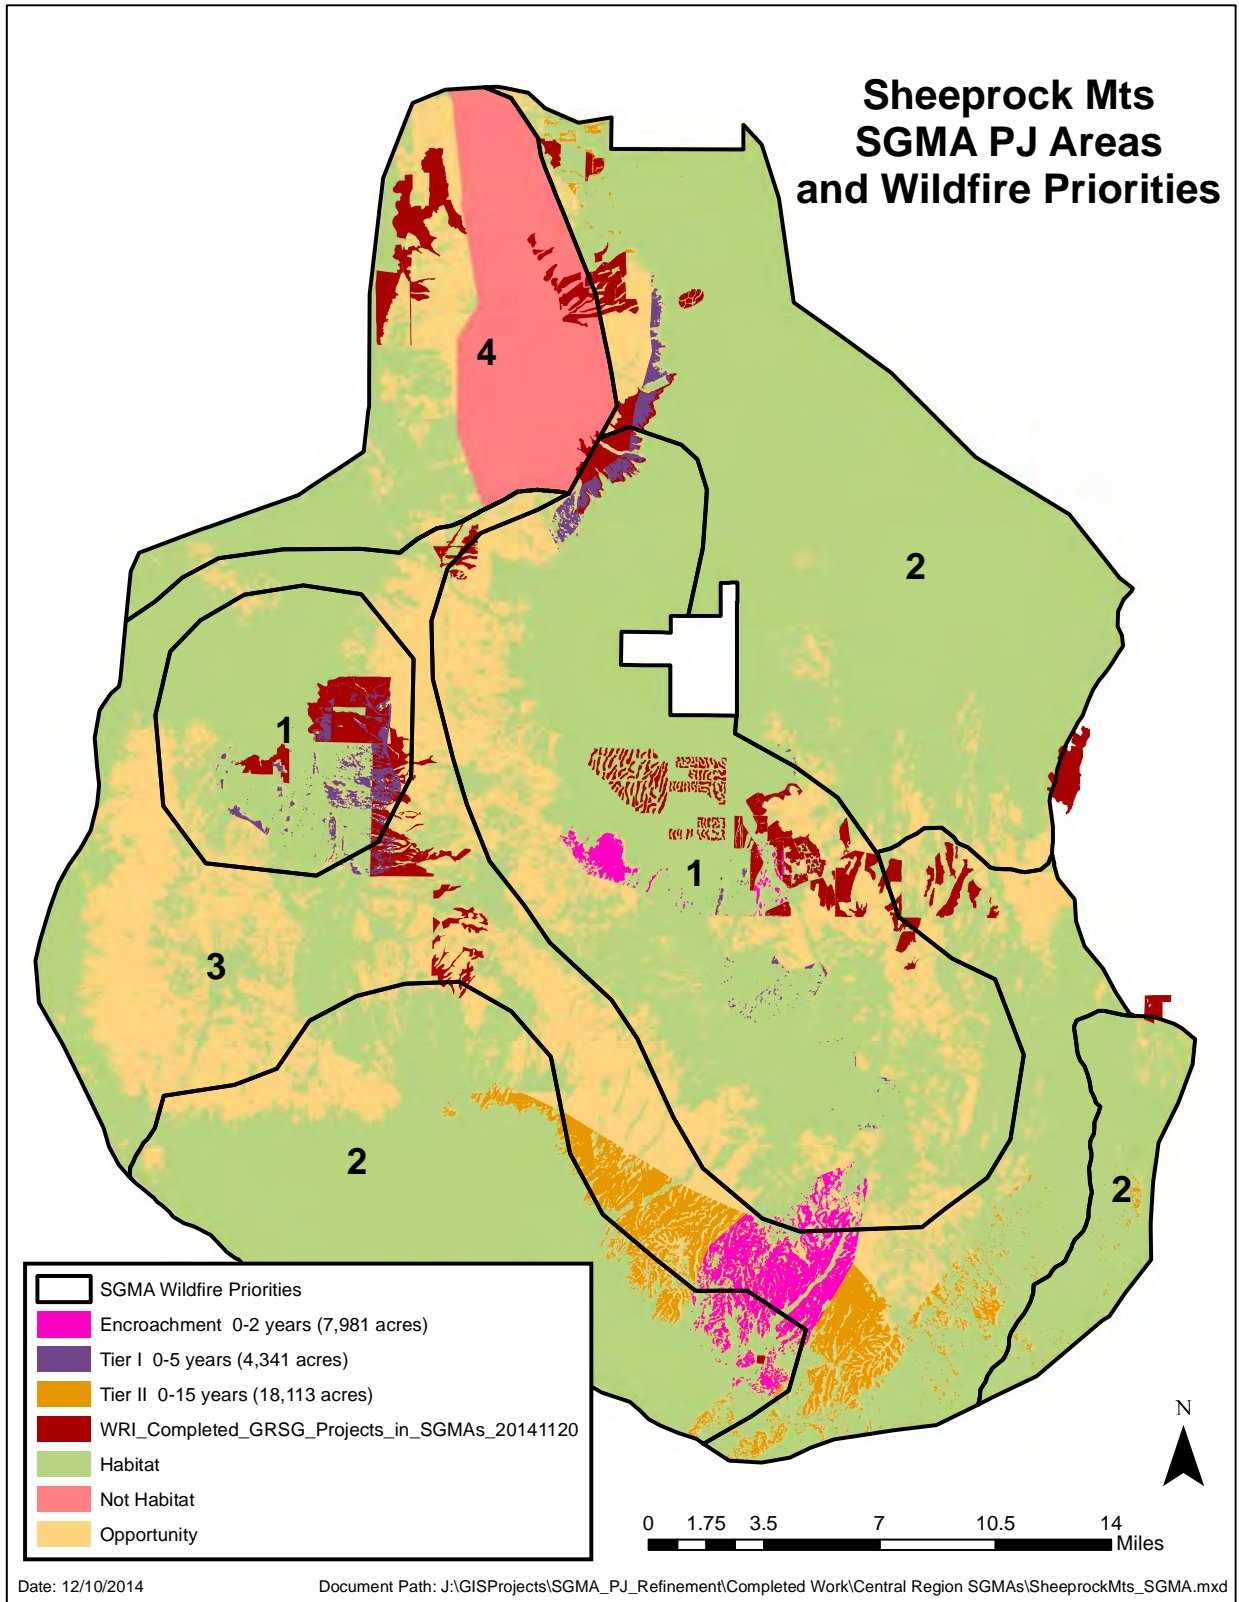 Sheeprock Mts
SGMA PJ Areas
and Wildfire Priorities
4
2
1
1
3
2
2
SGMA Wildfire Priorities
Encroachment 0-2 years (7,981 acres)
Tier I 0-5 years (4,341 acres)
Tier II 0-15 years (18,113 acres)
WRI_Completed_GRSG_Projects_in_SGMAs_20141120
Habitat
Not Habitat
Opportunity
N
0 1.75 3.5 7 10.5 14
Miles
Date: 12/10/2014 Document Path: J:\GISProjects\SGMA_PJ_Refinement\Completed Work\Central Region SGMAs\SheeprockMts_SGMA.mxd